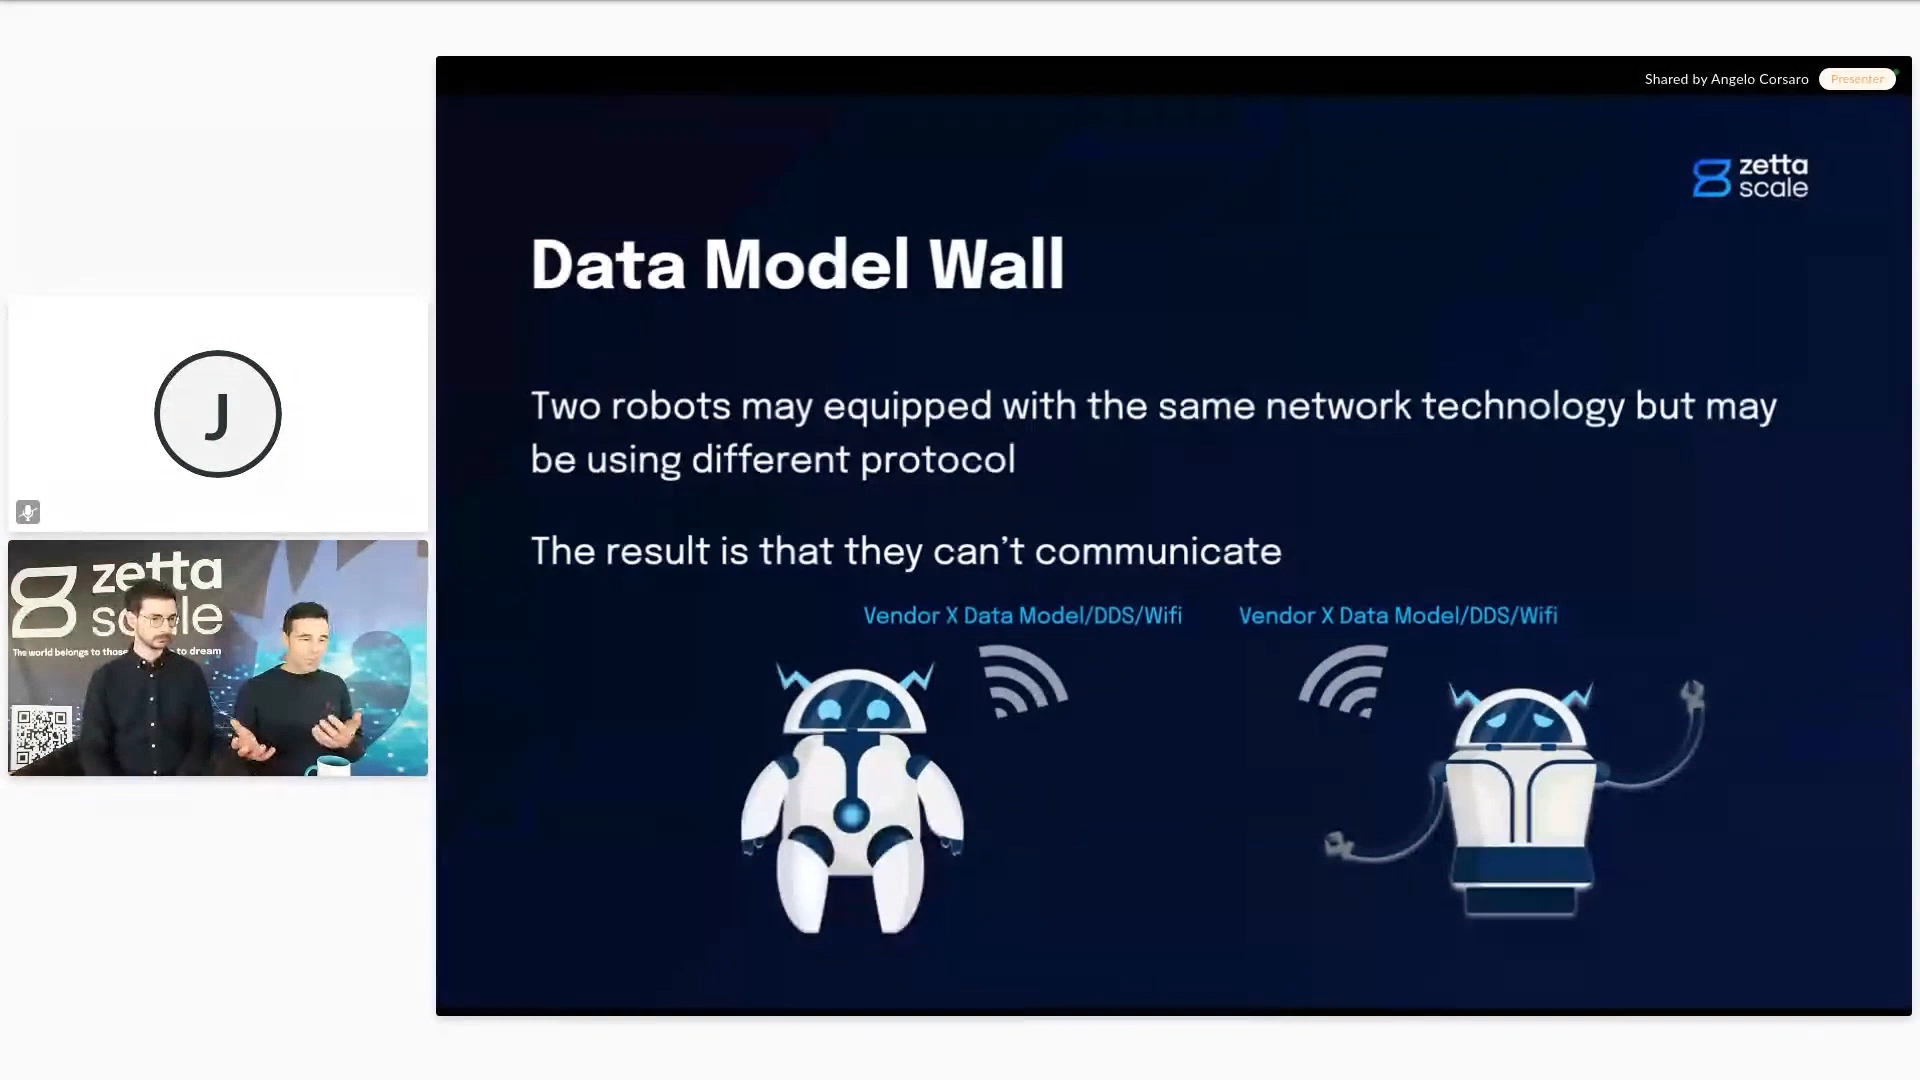 Shared by Angelo Corsaro
Presenter
zetta
scale
Data Model Wall
Two robots may equipped with the same network technology but may
be using different protocol
The result is that they can't communicate
Vendor X Data Model/DDS/Wifi
Vendor X Data Model/DDS/Wifi
J
zetta
scale
The world belongs to those to dream